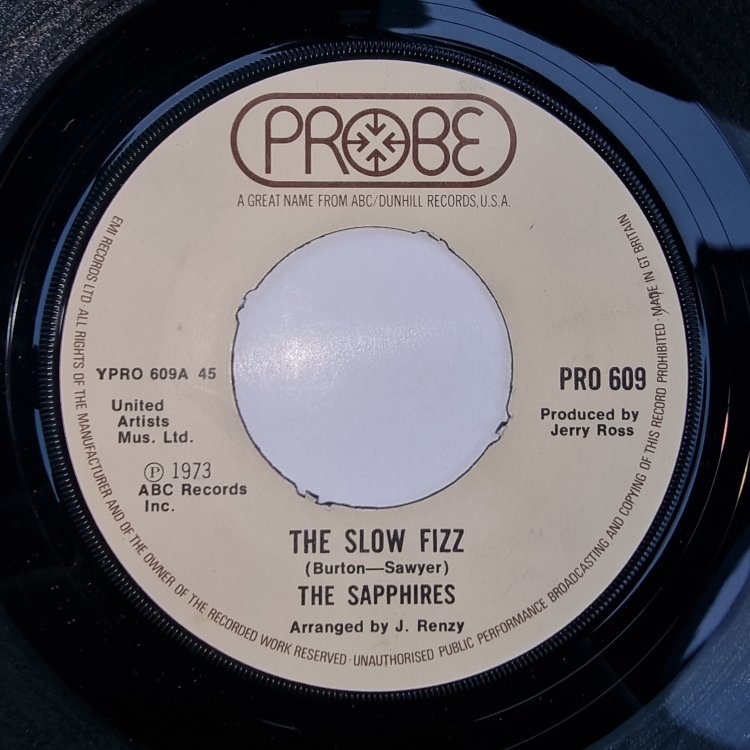 PROBE
A GREAT NAME FROM ABC/DUNHILL RECORDS, U.S.A.
EMI RECORDS LTD · ALL RIGHTS OF THE MANUFACTURER AND OF THE OWNER OF THE RECORDED WORK RESERVED · UNAUTHORISED PUBLIC PERFORMANCE BROADCASTING AND COPYING OF THIS RECORD PROHIBITED · MADE IN GT BRITAIN
YPRO 609A 45
United
Artists
Mus. Ltd.
℗ 1973
ABC Records
Inc.
PRO 609
Produced by
Jerry Ross
THE SLOW FIZZ
(Burton—Sawyer)
THE SAPPHIRES
Arranged by J. Renzy